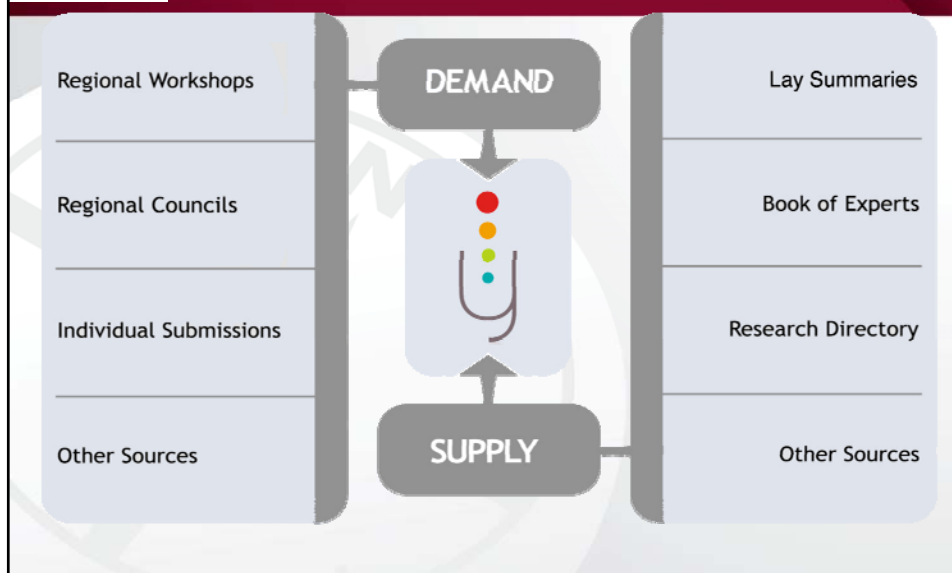 Regional Workshops
Regional Councils
Individual Submissions
Other Sources
DEMAND
y
SUPPLY
Lay Summaries
Book of Experts
Research Directory
Other Sources